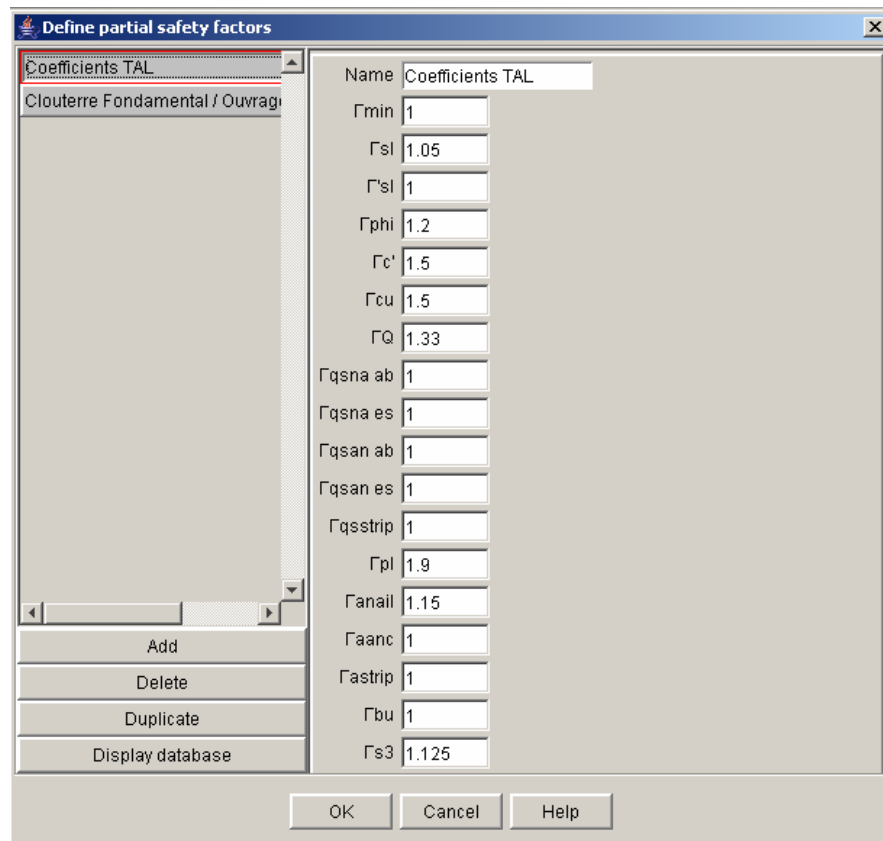 Define partial safety factors
Coefficients TAL
Clouterre Fondamental / Ouvrag
Add
Delete
Duplicate
Display database
Name Coefficients TAL
Γmin 1
Γsl 1.05
Γ'sl 1
Γphi 1.2
Γc' 1.5
Γcu 1.5
ΓQ 1.33
Γqsna ab 1
Γqsna es 1
Γqsan ab 1
Γqsan es 1
Γqsstrip 1
Γpl 1.9
Γanail 1.15
Γaanc 1
Γastrip 1
Γbu 1
Γs3 1.125
OK Cancel Help